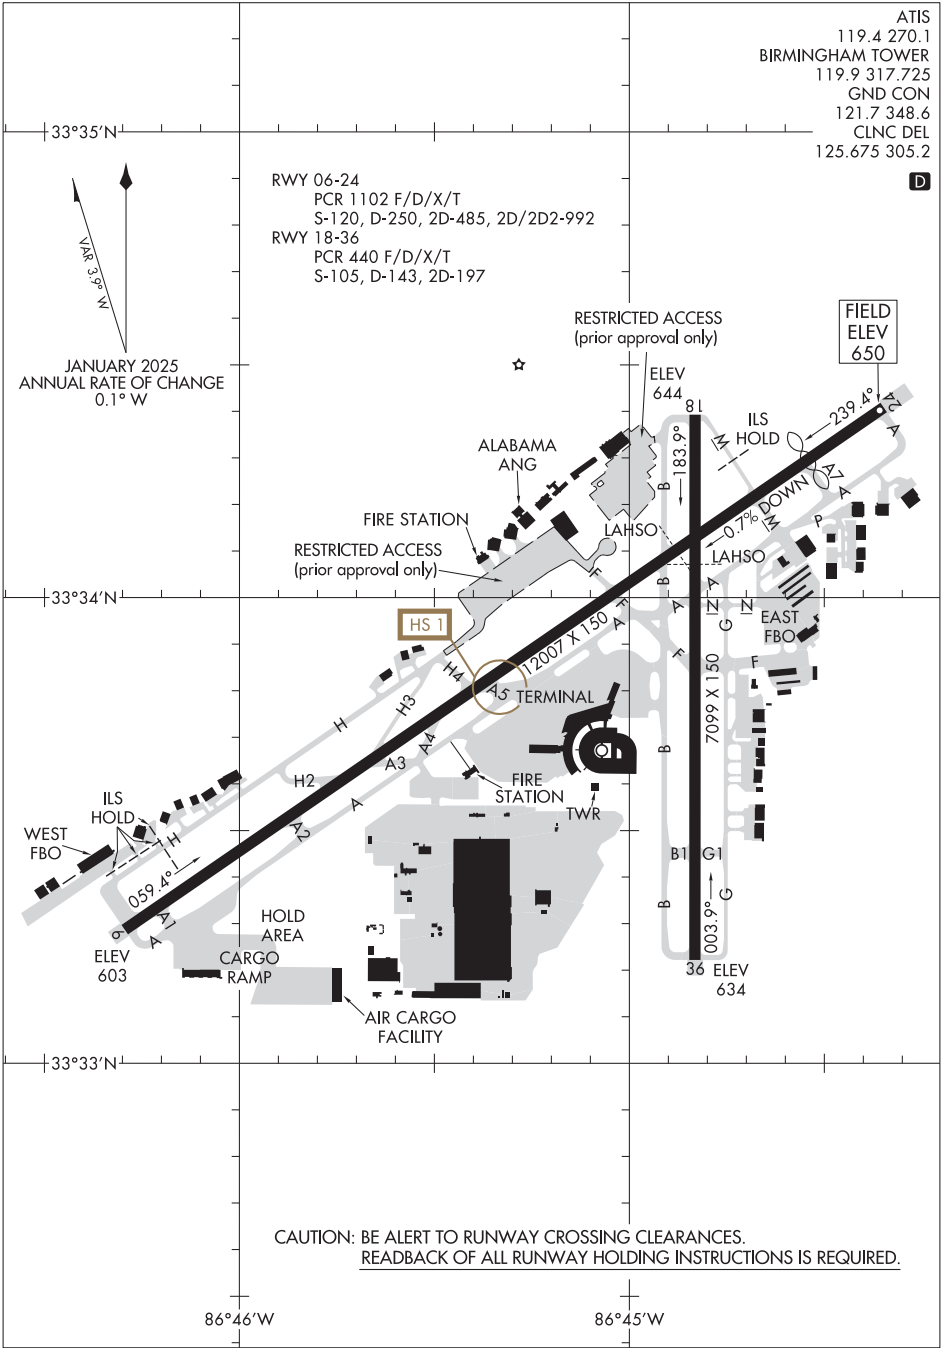 ATIS
119.4 270.1
BIRMINGHAM TOWER
119.9 317.725
GND CON
121.7 348.6
CLNC DEL
125.675 305.2
D
33°35'N
RWY 06-24
PCR 1102 F/D/X/T
S-120, D-250, 2D-485, 2D/2D2-992
RWY 18-36
PCR 440 F/D/X/T
S-105, D-143, 2D-197
VAR 3.9° W
JANUARY 2025
ANNUAL RATE OF CHANGE
0.1° W
RESTRICTED ACCESS
(prior approval only)
FIELD
ELEV
650
ELEV
644
18
ILS
HOLD
239.4°
24
A
M
183.9°
B
ALABAMA
ANG
A7
A
0.7% DOWN
M
P
FIRE STATION
LAHSO
RESTRICTED ACCESS
(prior approval only)
LAHSO
33°34'N
F
F
B
A
A
A
N
N
G
EAST
FBO
HS 1
12007 X 150
F
F
H4
A5
TERMINAL
7099 X 150
H
H3
A4
B
A3
H2
FIRE
STATION
TWR
ILS
HOLD
A
A2
WEST
FBO
H
B1
G1
059.4°
A1
HOLD
AREA
B
003.9°
G
6
A
ELEV
603
CARGO
RAMP
36
ELEV
634
AIR CARGO
FACILITY
33°33'N
CAUTION: BE ALERT TO RUNWAY CROSSING CLEARANCES.
READBACK OF ALL RUNWAY HOLDING INSTRUCTIONS IS REQUIRED.
86°46'W
86°45'W